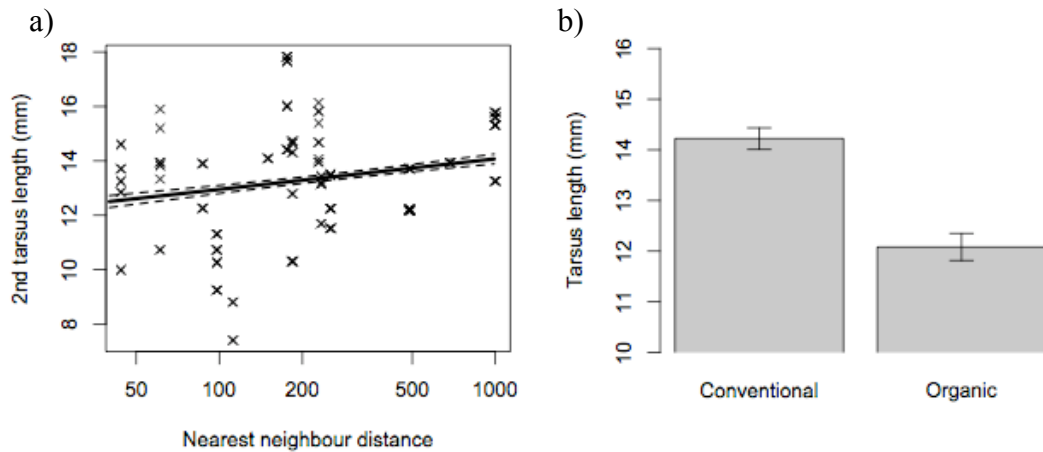 a)
2nd tarsus length (mm)
18
16
14
12
10
8
50 100 200 500 1000
Nearest neighbour distance
b)
Tarsus length (mm)
16
15
14
13
12
11
10
Conventional Organic